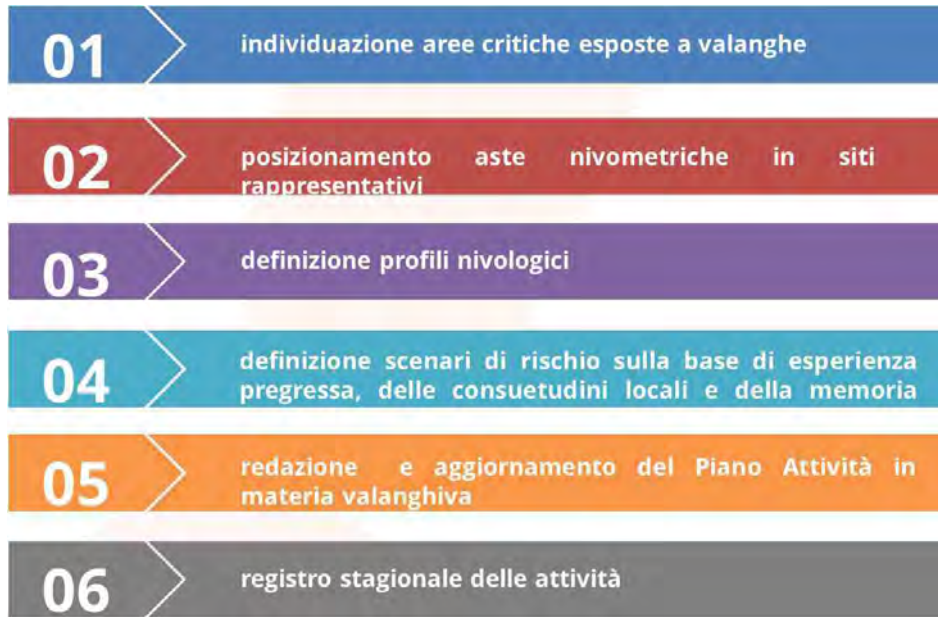 01
individuazione aree critiche esposte a valanghe
02
posizionamento aste nivometriche in siti
rappresentativi
03
definizione profili nivologici
04
definizione scenari di rischio sulla base di esperienza
pregressa, delle consuetudini locali e della memoria
05
redazione e aggiornamento del Piano Attività in
materia valanghiva
06
registro stagionale delle attività